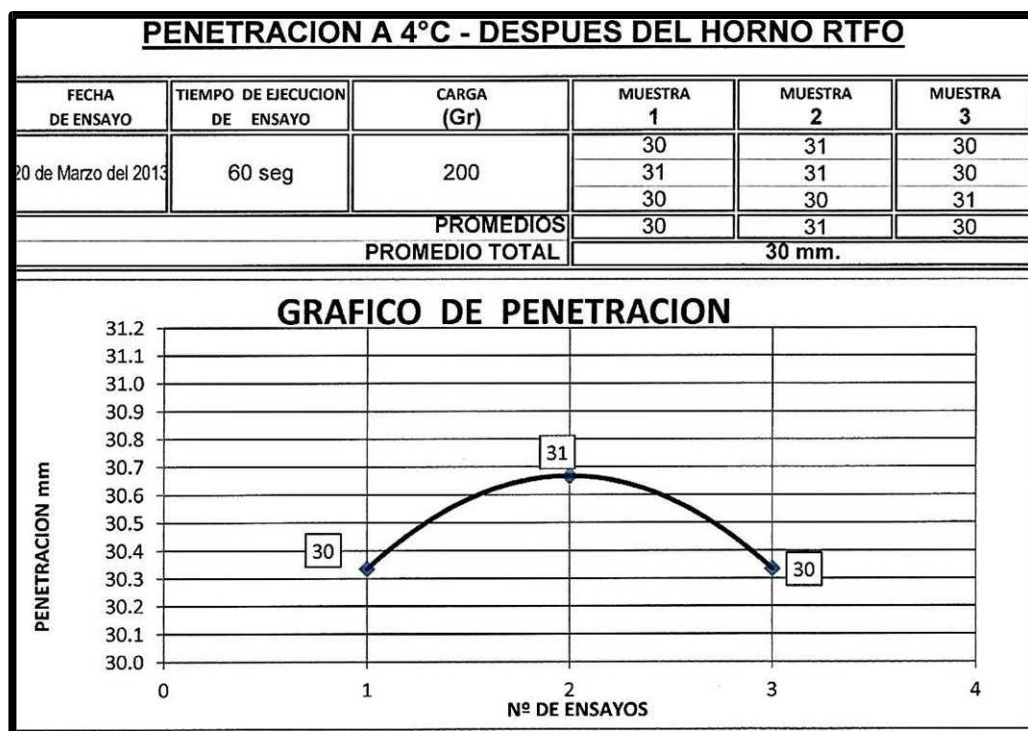 PENETRACION A 4°C - DESPUES DEL HORNO RTFO
FECHA DE ENSAYO TIEMPO DE EJECUCION DE ENSAYO CARGA (Gr) MUESTRA 1 MUESTRA 2 MUESTRA 3
30 31 30
20 de Marzo del 2013 60 seg 200 31 31 30
30 30 31
PROMEDIOS 30 31 30
PROMEDIO TOTAL 30 mm.
GRAFICO DE PENETRACION
PENETRACION mm
31.2
31.1
31.0
30.9
30.8
30.7
30.6
30.5
30.4
30.3
30.2
30.1
30.0
30
31
30
0 1 2 3 4
Nº DE ENSAYOS